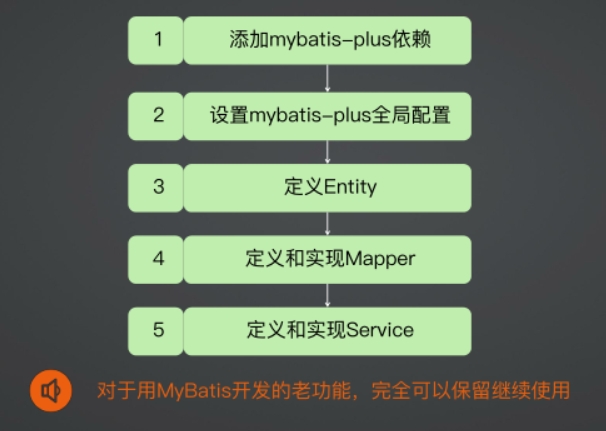 1 添加mybatis-plus依赖
2 设置mybatis-plus全局配置
3 定义Entity
4 定义和实现Mapper
5 定义和实现Service
对于用MyBatis开发的老功能，完全可以保留继续使用